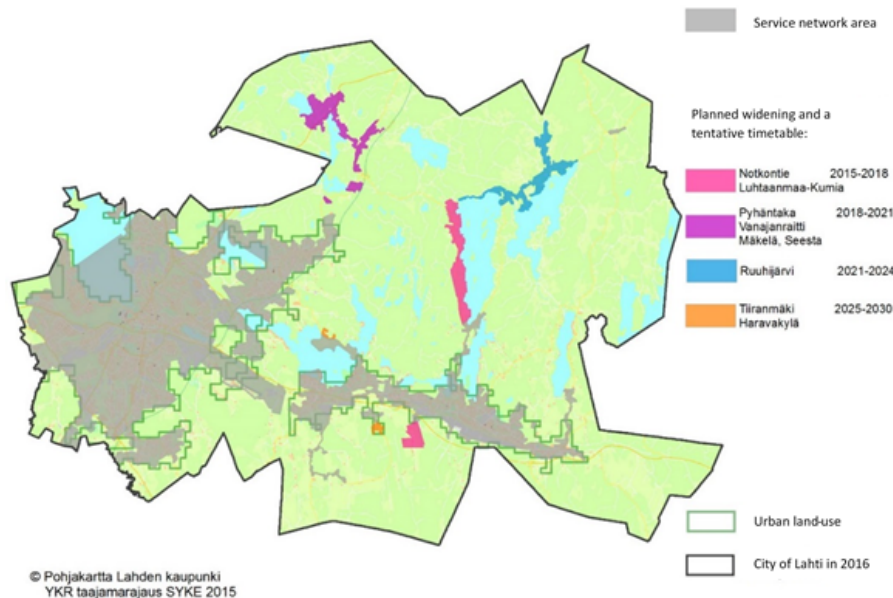 Service network area
Planned widening and a
tentative timetable:
Notkontie 2015-2018
Luhtaanmaa-Kumia
Pyhäntaka 2018-2021
Vanajanraitti
Mäkelä, Seesta
Ruuhijärvi 2021-2024
Tiiranmäki 2025-2030
Haravakylä
Urban land-use
City of Lahti in 2016
© Pohjakartta Lahden kaupunki
YKR taajamarajaus SYKE 2015